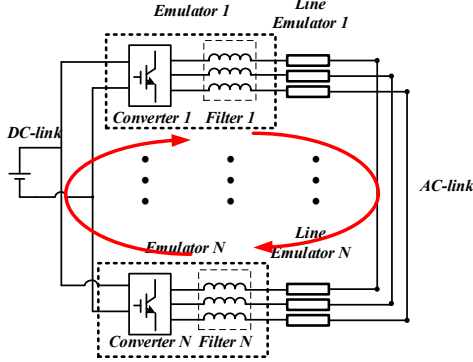 Emulator 1
Line
Emulator 1
Converter 1
Filter 1
DC-link
AC-link
Line
Emulator N
Emulator N
Converter N
Filter N